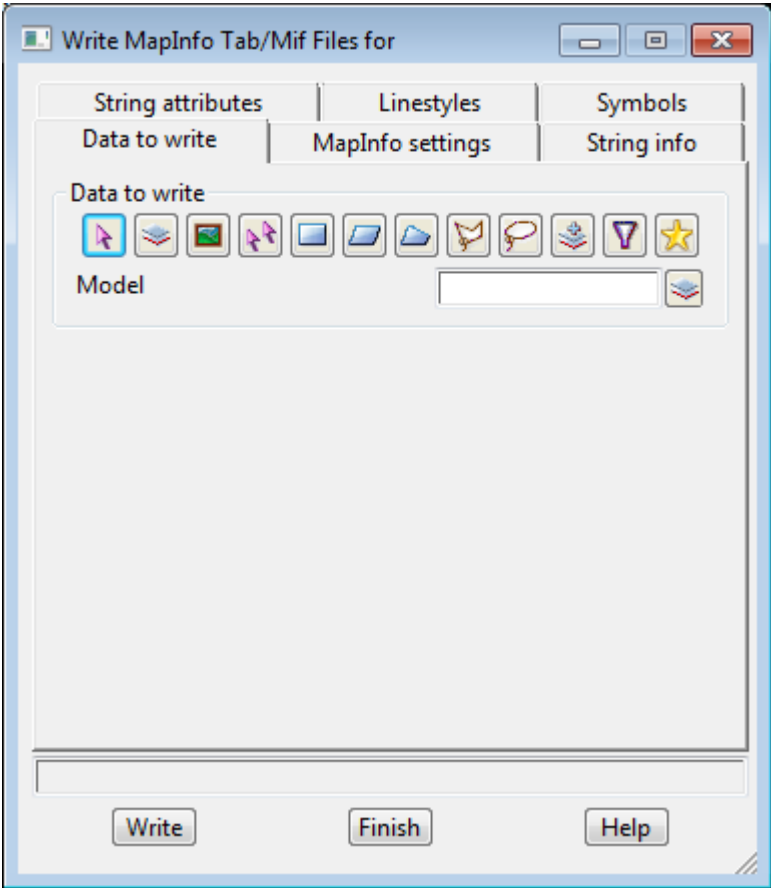 Write MapInfo Tab/Mif Files for
String attributes
Linestyles
Symbols
Data to write
MapInfo settings
String info
Data to write
Model
Write
Finish
Help